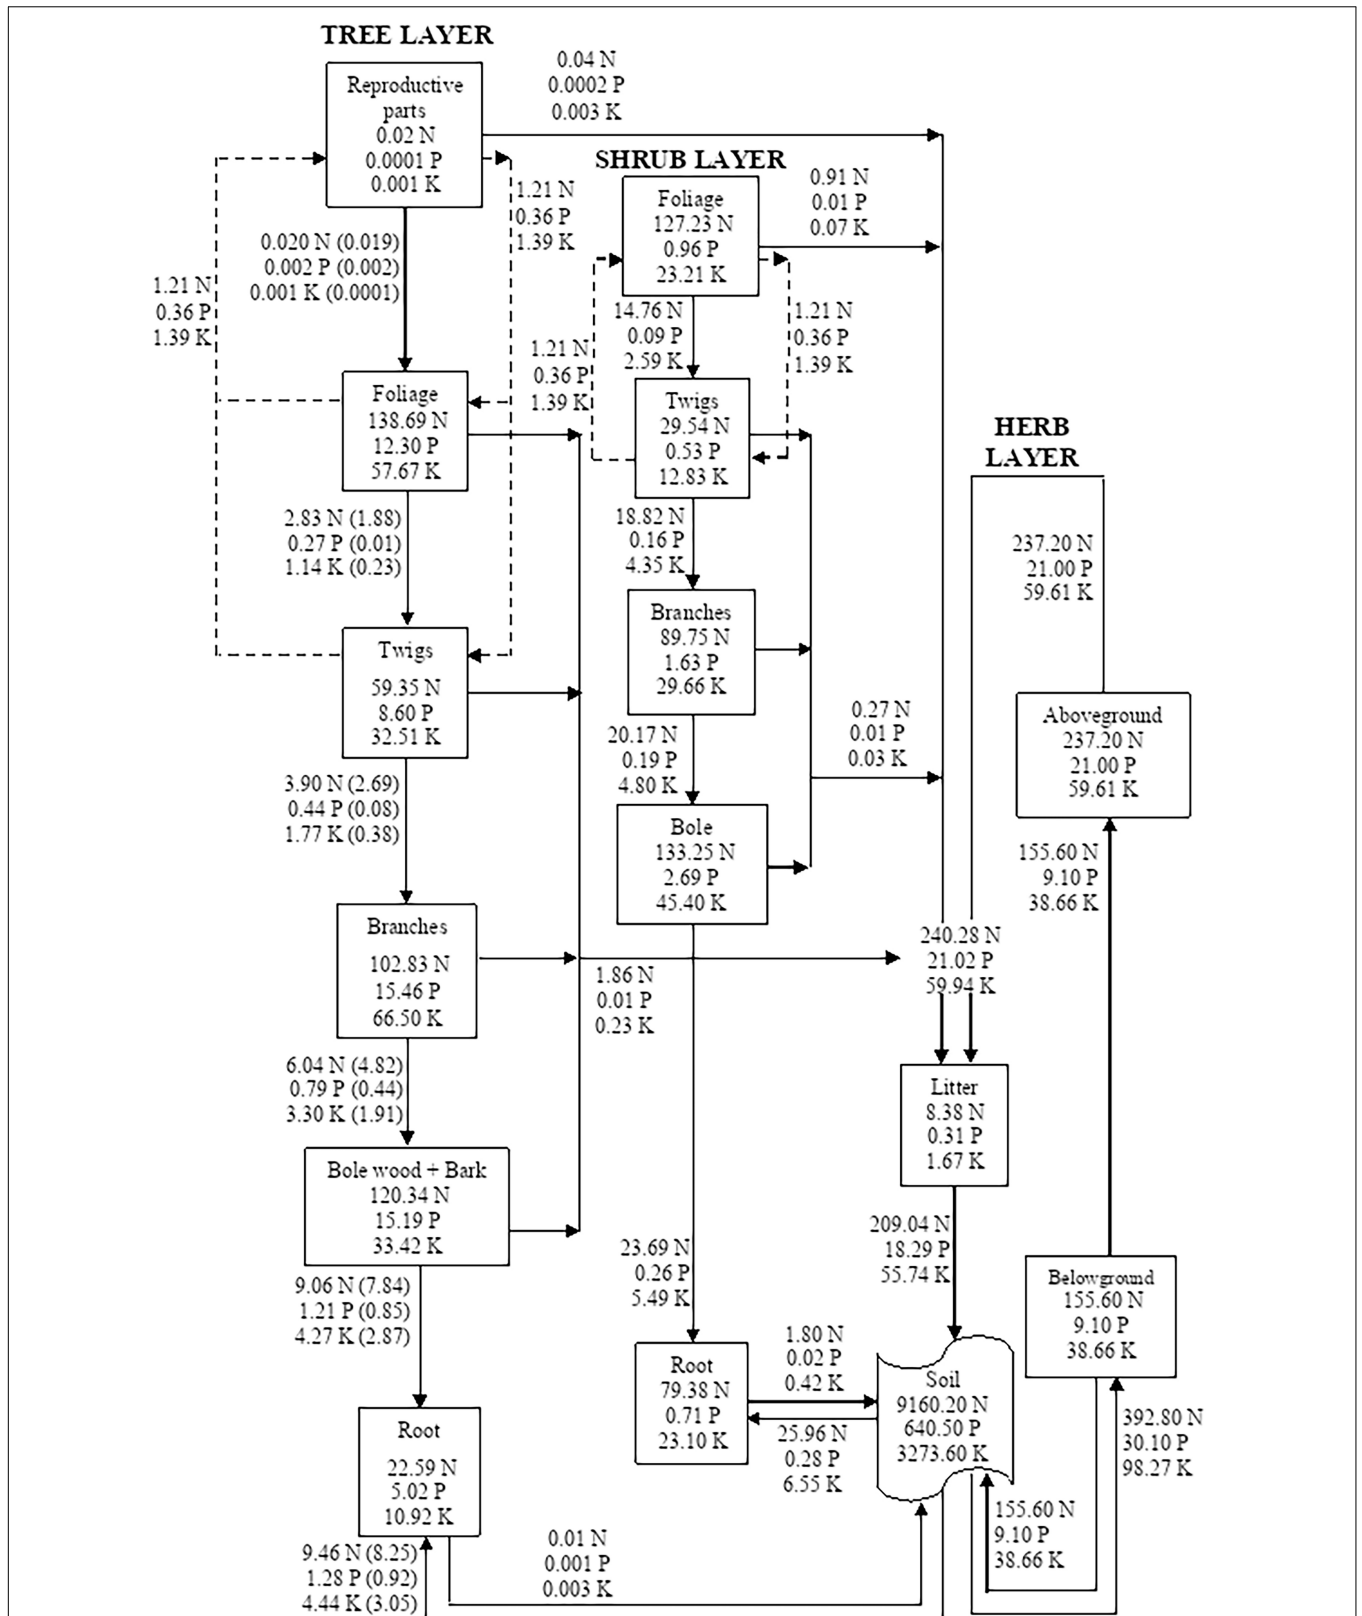 TREE LAYER
0.04 N
0.0002 P
0.003 K
Reproductive
parts
0.02 N
0.0001 P
0.001 K
1.21 N
0.36 P
1.39 K
0.020 N (0.019)
0.002 P (0.002)
0.001 K (0.0001)
1.21 N
0.36 P
1.39 K
Foliage
138.69 N
12.30 P
57.67 K
2.83 N (1.88)
0.27 P (0.01)
1.14 K (0.23)
Twigs
59.35 N
8.60 P
32.51 K
3.90 N (2.69)
0.44 P (0.08)
1.77 K (0.38)
Branches
102.83 N
15.46 P
66.50 K
1.86 N
0.01 P
0.23 K
6.04 N (4.82)
0.79 P (0.44)
3.30 K (1.91)
Bole wood + Bark
120.34 N
15.19 P
33.42 K
9.06 N (7.84)
1.21 P (0.85)
4.27 K (2.87)
Root
22.59 N
5.02 P
10.92 K
9.46 N (8.25)
1.28 P (0.92)
4.44 K (3.05)
0.01 N
0.001 P
0.003 K
SHRUB LAYER
Foliage
127.23 N
0.96 P
23.21 K
0.91 N
0.01 P
0.07 K
14.76 N
0.09 P
2.59 K
1.21 N
0.36 P
1.39 K
1.21 N
0.36 P
1.39 K
Twigs
29.54 N
0.53 P
12.83 K
18.82 N
0.16 P
4.35 K
Branches
89.75 N
1.63 P
29.66 K
20.17 N
0.19 P
4.80 K
0.27 N
0.01 P
0.03 K
Bole
133.25 N
2.69 P
45.40 K
23.69 N
0.26 P
5.49 K
Root
79.38 N
0.71 P
23.10 K
1.80 N
0.02 P
0.42 K
25.96 N
0.28 P
6.55 K
HERB
LAYER
237.20 N
21.00 P
59.61 K
Aboveground
237.20 N
21.00 P
59.61 K
155.60 N
9.10 P
38.66 K
240.28 N
21.02 P
59.94 K
Litter
8.38 N
0.31 P
1.67 K
209.04 N
18.29 P
55.74 K
Belowground
155.60 N
9.10 P
38.66 K
Soil
9160.20 N
640.50 P
3273.60 K
392.80 N
30.10 P
98.27 K
155.60 N
9.10 P
38.66 K